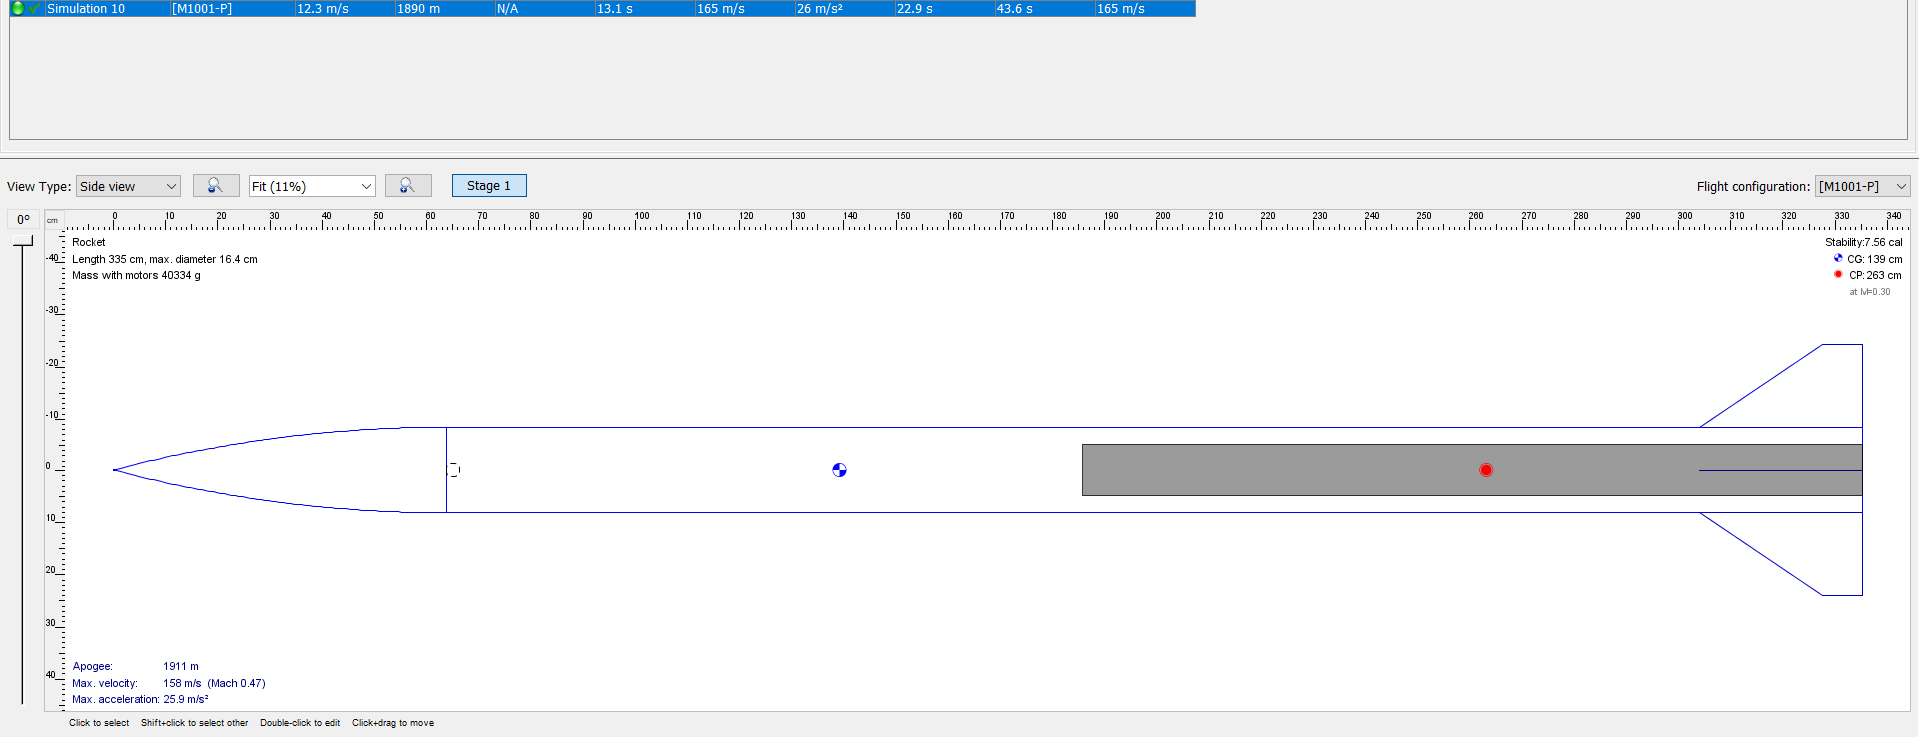 Simulation 10 [M1001-P] 12.3 m/s 1890 m N/A 13.1 s 165 m/s 26 m/s² 22.9 s 43.6 s 165 m/s
View Type: Side view Fit (11%) Stage 1 Flight configuration: [M1001-P]
0° cm 0 10 20 30 40 50 60 70 80 90 100 110 120 130 140 150 160 170 180 190 200 210 220 230 240 250 260 270 280 290 300 310 320 330 340
Rocket
Length 335 cm, max. diameter 16.4 cm
Mass with motors 40334 g
Stability:7.56 cal
CG: 139 cm
CP: 263 cm
at M=0.30
-40
-30
-20
-10
0
10
20
30
40
Apogee: 1911 m
Max. velocity: 158 m/s (Mach 0.47)
Max. acceleration: 25.9 m/s²
Click to select Shift+click to select other Double-click to edit Click+drag to move